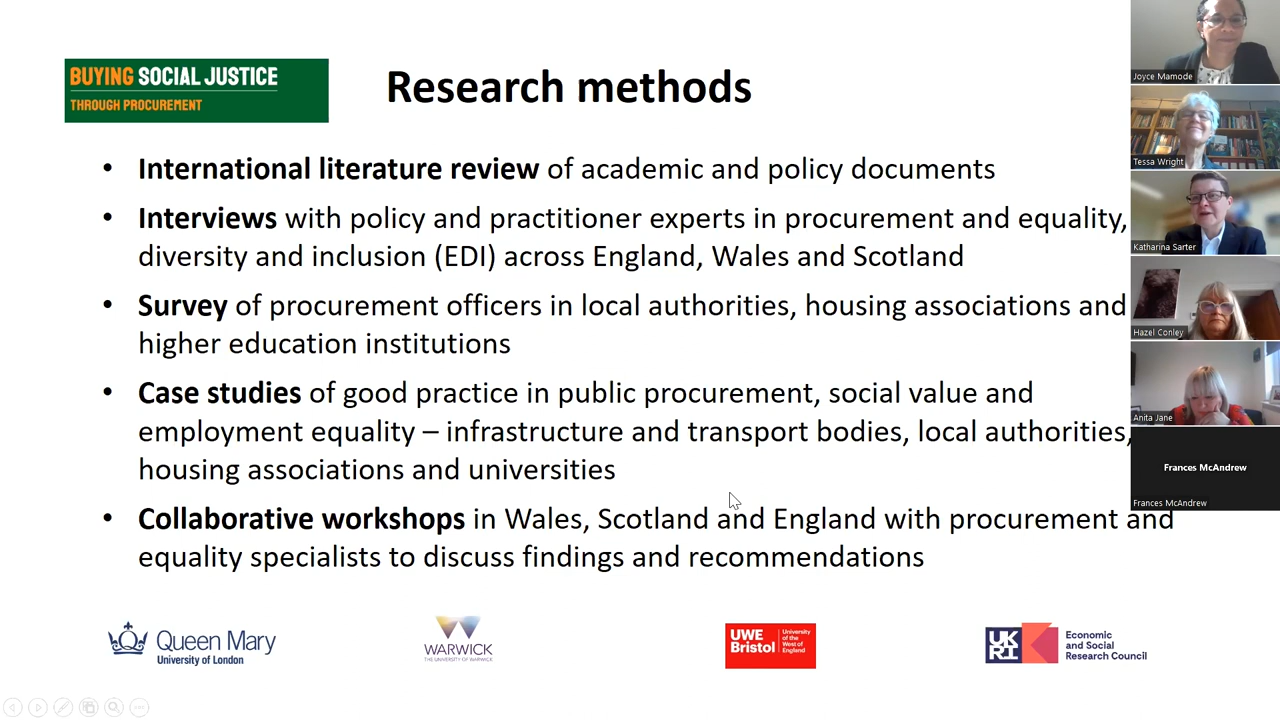 BUYING SOCIAL JUSTICE
THROUGH PROCUREMENT
Research methods
• International literature review of academic and policy documents
• Interviews with policy and practitioner experts in procurement and equality,
diversity and inclusion (EDI) across England, Wales and Scotland
• Survey of procurement officers in local authorities, housing associations and
higher education institutions
• Case studies of good practice in public procurement, social value and
employment equality – infrastructure and transport bodies, local authorities,
housing associations and universities
• Collaborative workshops in Wales, Scotland and England with procurement and
equality specialists to discuss findings and recommendations
Joyce Mamode
Tessa Wright
Katharina Sarter
Hazel Conley
Anita Jane
Frances McAndrew
Frances McAndrew
Queen Mary
University of London
WARWICK
THE UNIVERSITY OF WARWICK
UWE
Bristol
University
of the
West of
England
UK
RI
Economic
and Social
Research Council